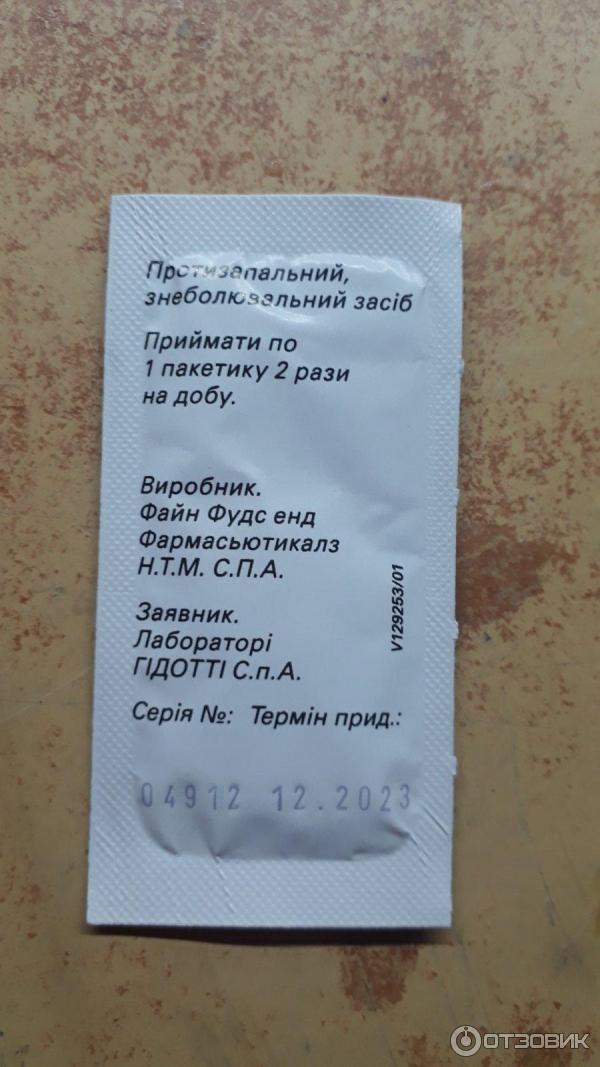 Протизапальний,
знеболювальний засіб
Приймати по
1 пакетику 2 рази
на добу.
Виробник.
Файн Фудс енд
Фармасьютикалз
Н.Т.М. С.П.А.
Заявник.
Лабораторі
ГІДОТТІ С.п.А.
V129253/01
Серія №: Термін прид.:
04912 12.2023
ОТЗОВИК